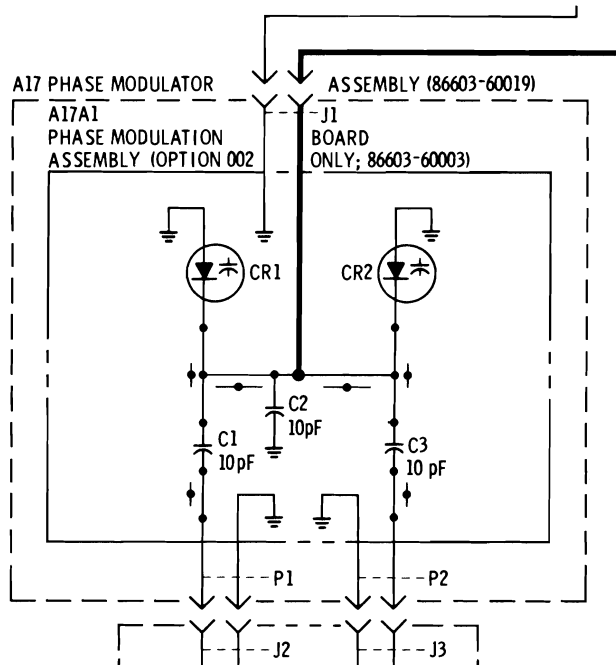 A17 PHASE MODULATOR ASSEMBLY (86603-60019)
A17A1 J1
PHASE MODULATION BOARD
ASSEMBLY (OPTION 002 ONLY; 86603-60003)
CR1
CR2
C2
10pF
C1
10pF
C3
10 pF
P1
P2
J2
J3